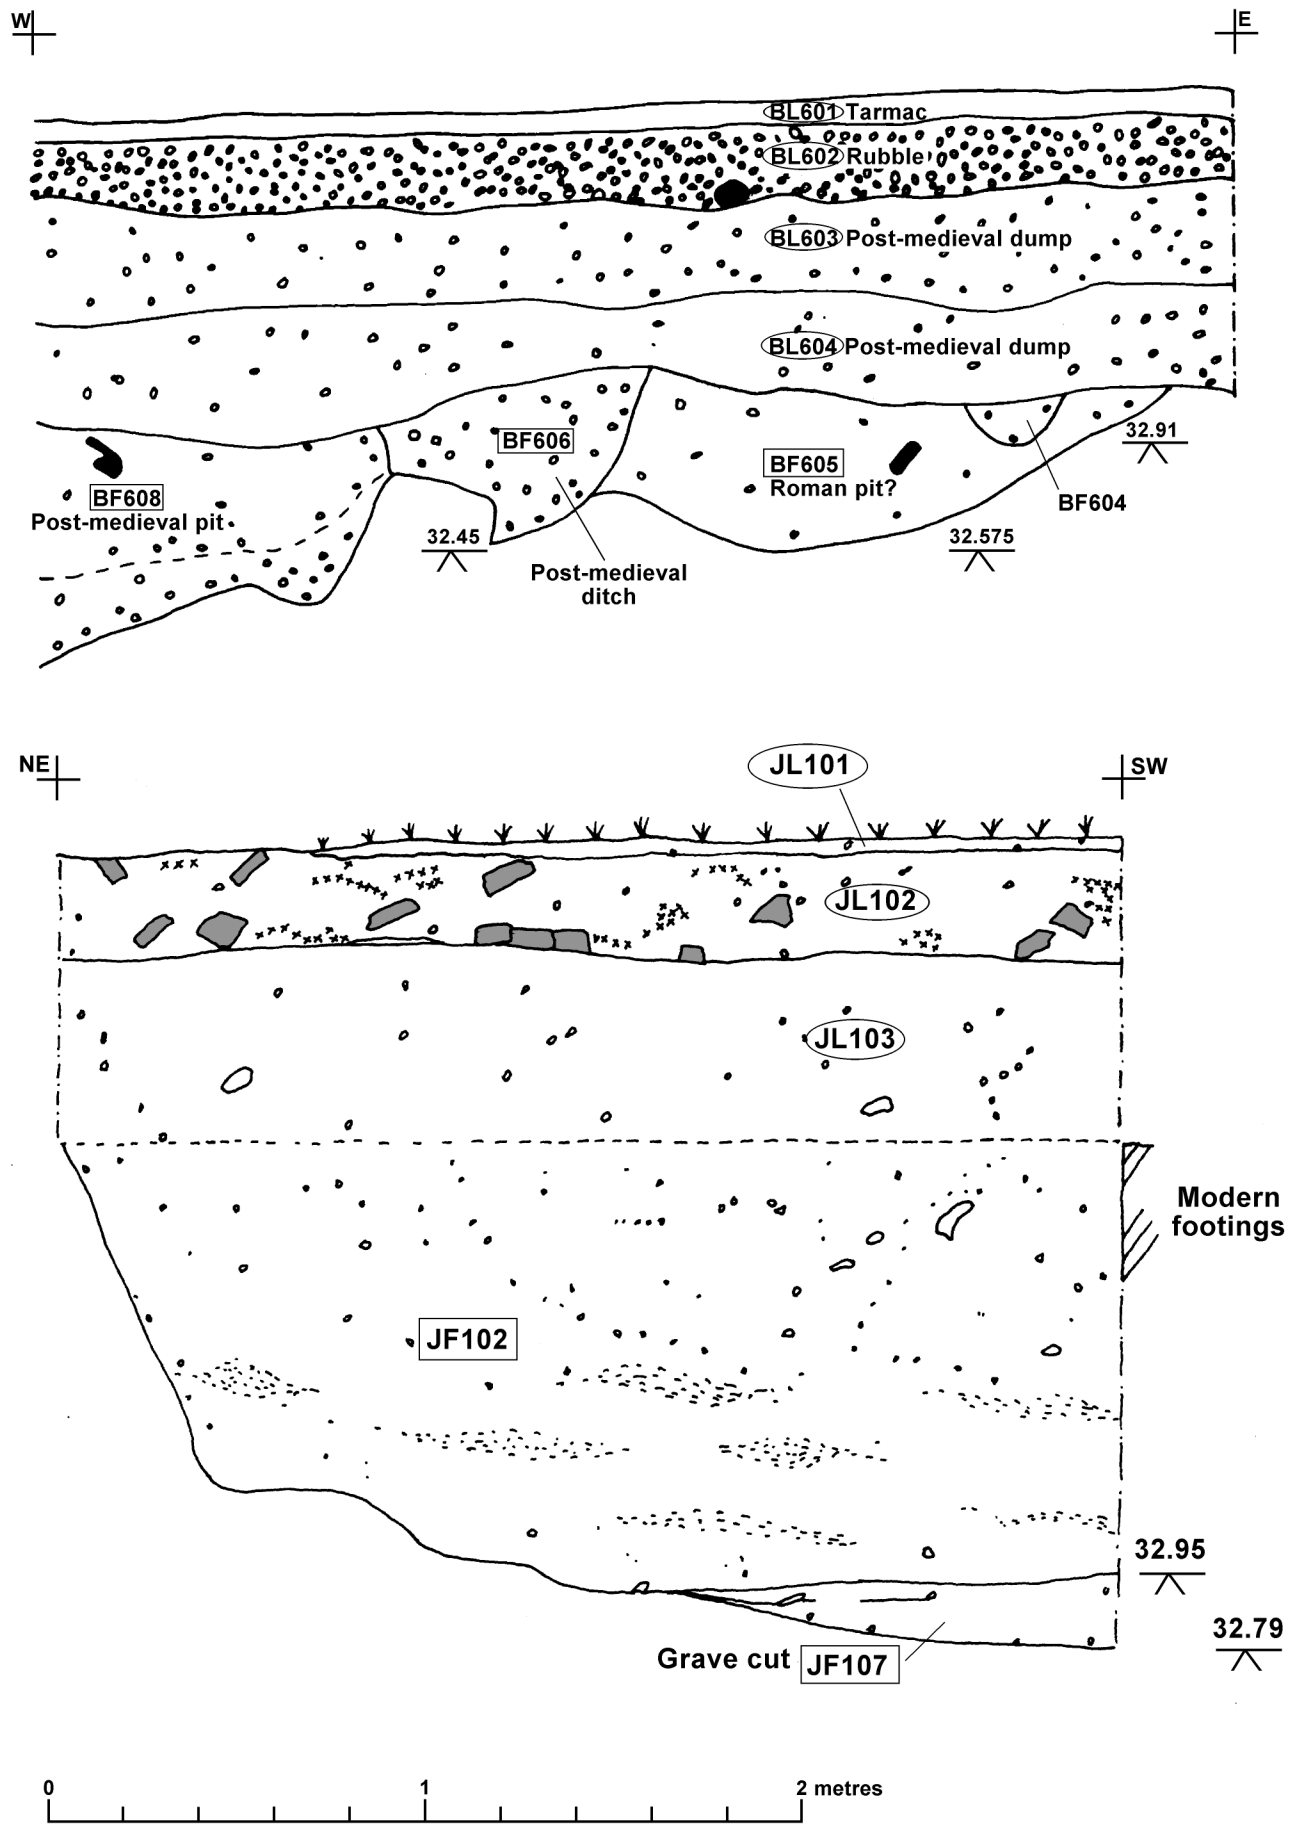 W
E
BL601 Tarmac
BL602 Rubble
BL603 Post-medieval dump
BL604 Post-medieval dump
32.91
BF606
BF605
Roman pit?
BF608
Post-medieval pit
BF604
32.45
32.575
Post-medieval
ditch
NE
JL101
SW
JL102
JL103
Modern
footings
JF102
32.95
32.79
Grave cut JF107
0 1 2 metres